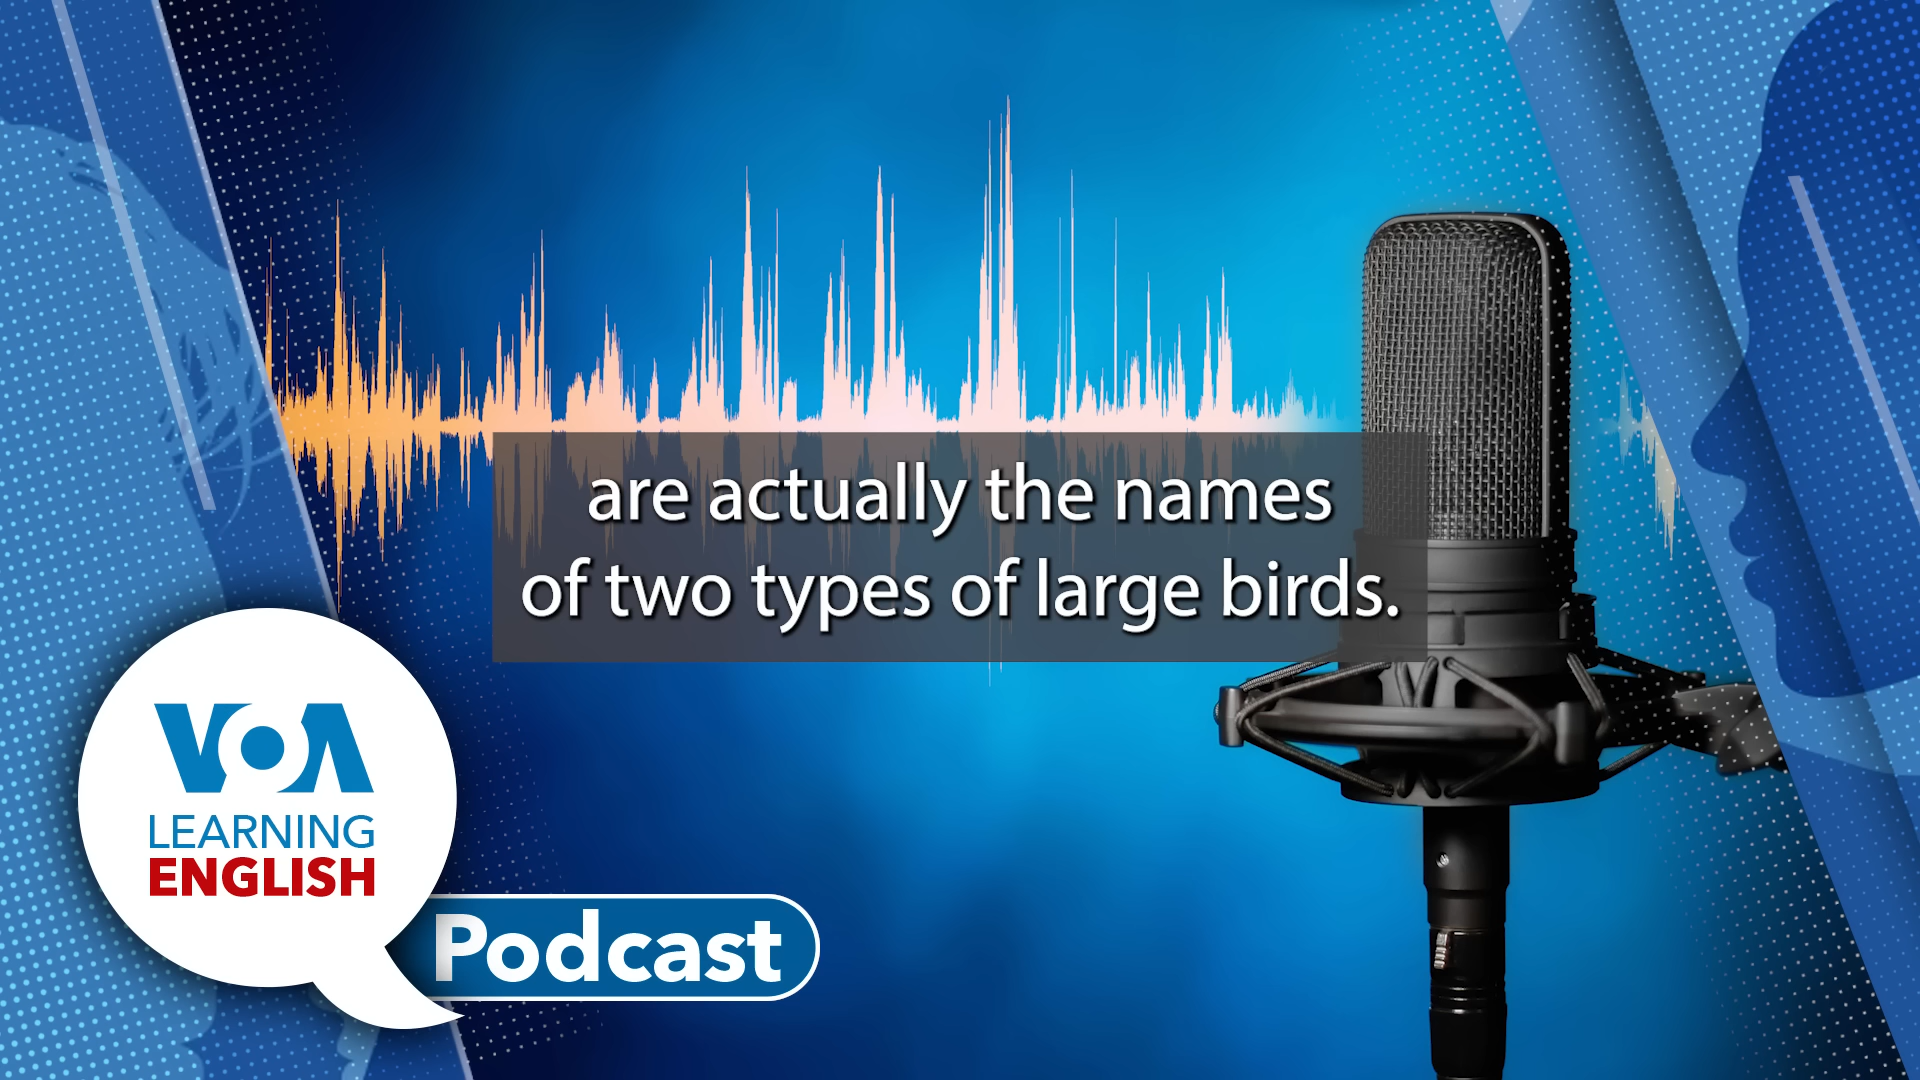 are actually the names
of two types of large birds.
VOA
LEARNING
ENGLISH
Podcast